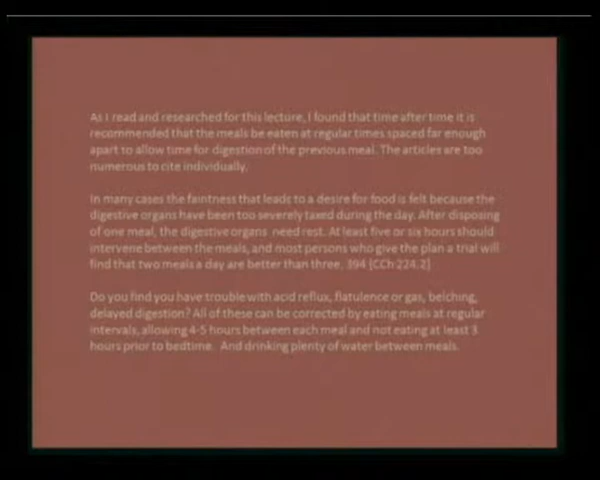 As I read and researched for this lecture, I found that time after time it is
recommended that the meals be eaten at regular times spaced far enough
apart to allow time for digestion of the previous meal. The articles are too
numerous to cite individually.
In many cases the faintness that leads to a desire for food is felt because the
digestive organs have been too severely taxed during the day. After disposing
of one meal, the digestive organs need rest. At least five or six hours should
intervene between the meals, and most persons who give the plan a trial will
find that two meals a day are better than three. 394 {CCh 224.2}
Do you find you have trouble with acid reflux, flatulence or gas, belching,
delayed digestion? All of these can be corrected by eating meals at regular
intervals, allowing 4-5 hours between each meal and not eating at least 3
hours prior to bedtime. And drinking plenty of water between meals.